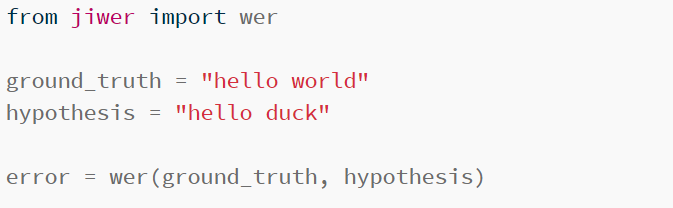 from jiwer import wer
ground_truth = "hello world"
hypothesis = "hello duck"
error = wer(ground_truth, hypothesis)